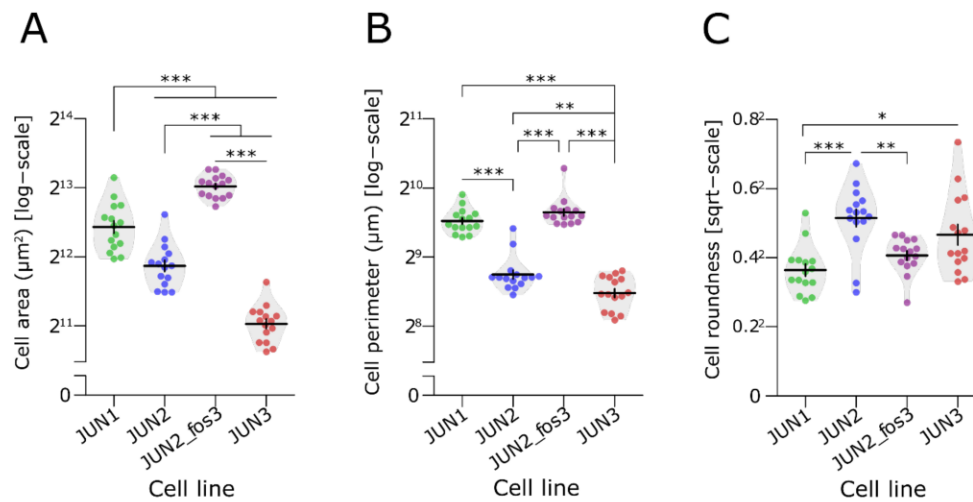 A
Cell area (μm²) [log−scale]
2¹⁴
2¹³
2¹²
2¹¹
0
***
***
***
JUN1
JUN2
JUN2_fos3
JUN3
Cell line
B
Cell perimeter (μm) [log−scale]
2¹¹
2¹⁰
2⁸·⁹
2⁸
0
***
**
***
***
***
JUN1
JUN2
JUN2_fos3
JUN3
Cell line
C
Cell roundness [sqrt−scale]
0.8²
0.6²
0.4²
0.2²
0
*
***
**
JUN1
JUN2
JUN2_fos3
JUN3
Cell line